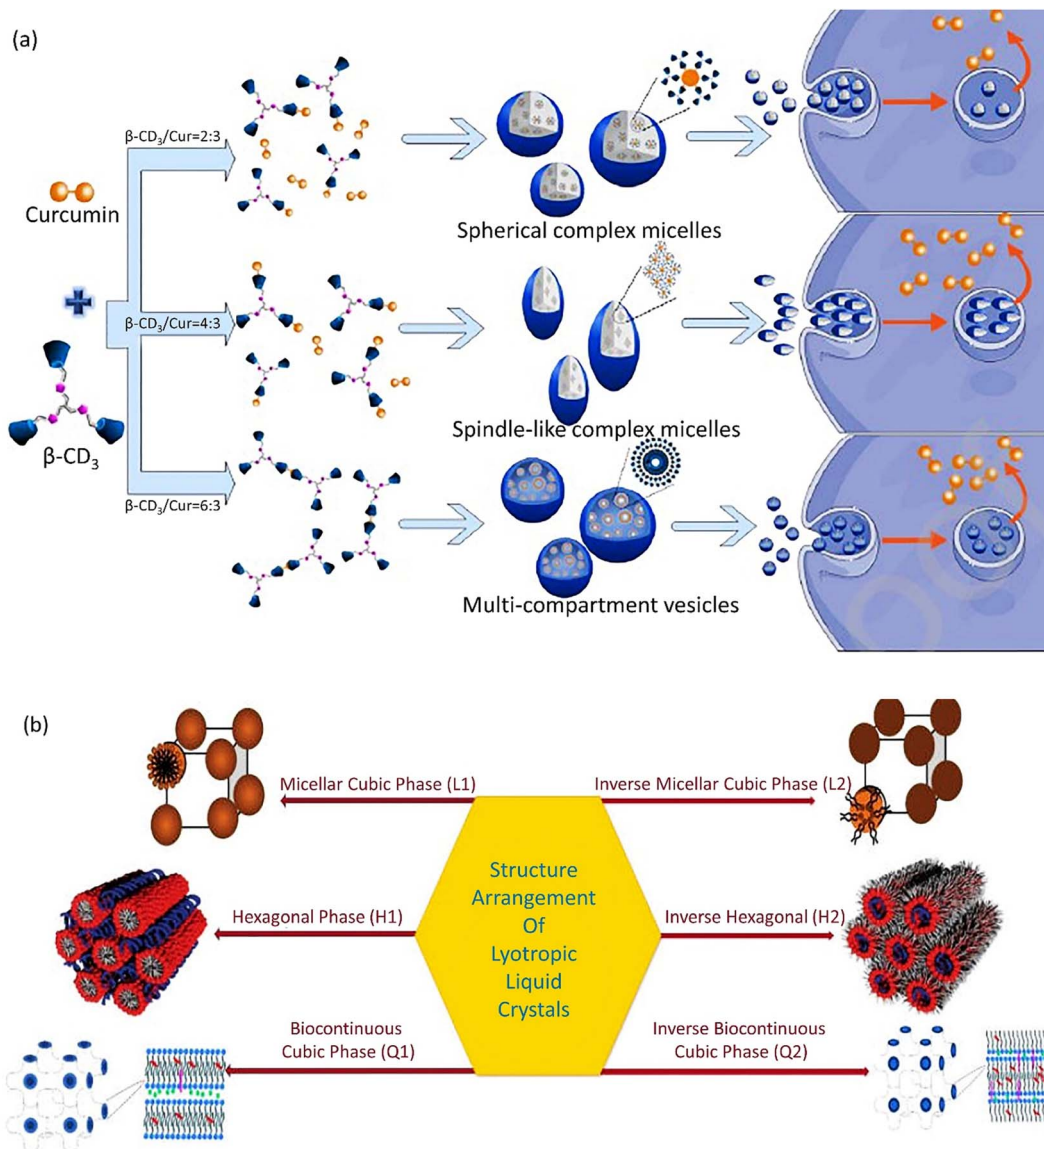 (a)
β-CD3/Cur=2:3
Curcumin
Spherical complex micelles
β-CD3/Cur=4:3
Spindle-like complex micelles
β-CD3
β-CD3/Cur=6:3
Multi-compartment vesicles
(b)
Micellar Cubic Phase (L1)
Inverse Micellar Cubic Phase (L2)
Structure
Arrangement
Of
Lyotropic
Liquid
Crystals
Hexagonal Phase (H1)
Inverse Hexagonal (H2)
Biocontinuous
Cubic Phase (Q1)
Inverse Biocontinuous
Cubic Phase (Q2)